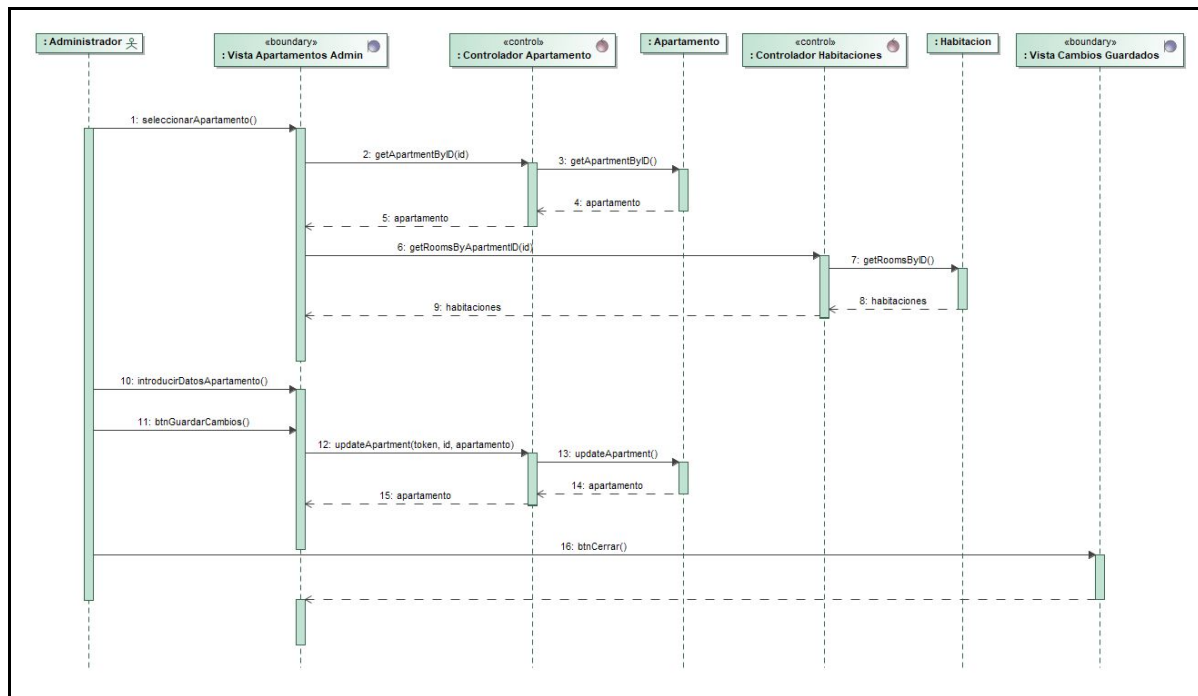 : Administrador
«boundary»
: Vista Apartamentos Admin
«control»
: Controlador Apartamento
: Apartamento
«control»
: Controlador Habitaciones
: Habitacion
«boundary»
: Vista Cambios Guardados
1: seleccionarApartamento()
2: getApartmentByID(id)
3: getApartmentByID()
4: apartamento
5: apartamento
6: getRoomsByApartmentID(id)
7: getRoomsByID()
8: habitaciones
9: habitaciones
10: introducirDatosApartamento()
11: btnGuardarCambios()
12: updateApartment(token, id, apartamento)
13: updateApartment()
14: apartamento
15: apartamento
16: btnCerrar()